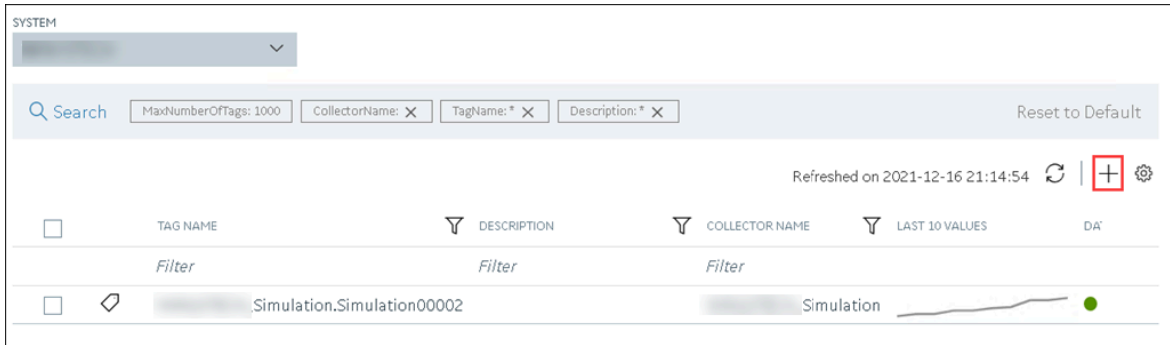 SYSTEM
Search MaxNumberOfTags: 1000 CollectorName: TagName: * Description: * Reset to Default
Refreshed on 2021-12-16 21:14:54
TAG NAME DESCRIPTION COLLECTOR NAME LAST 10 VALUES DA
Filter Filter Filter
Simulation.Simulation00002 Simulation